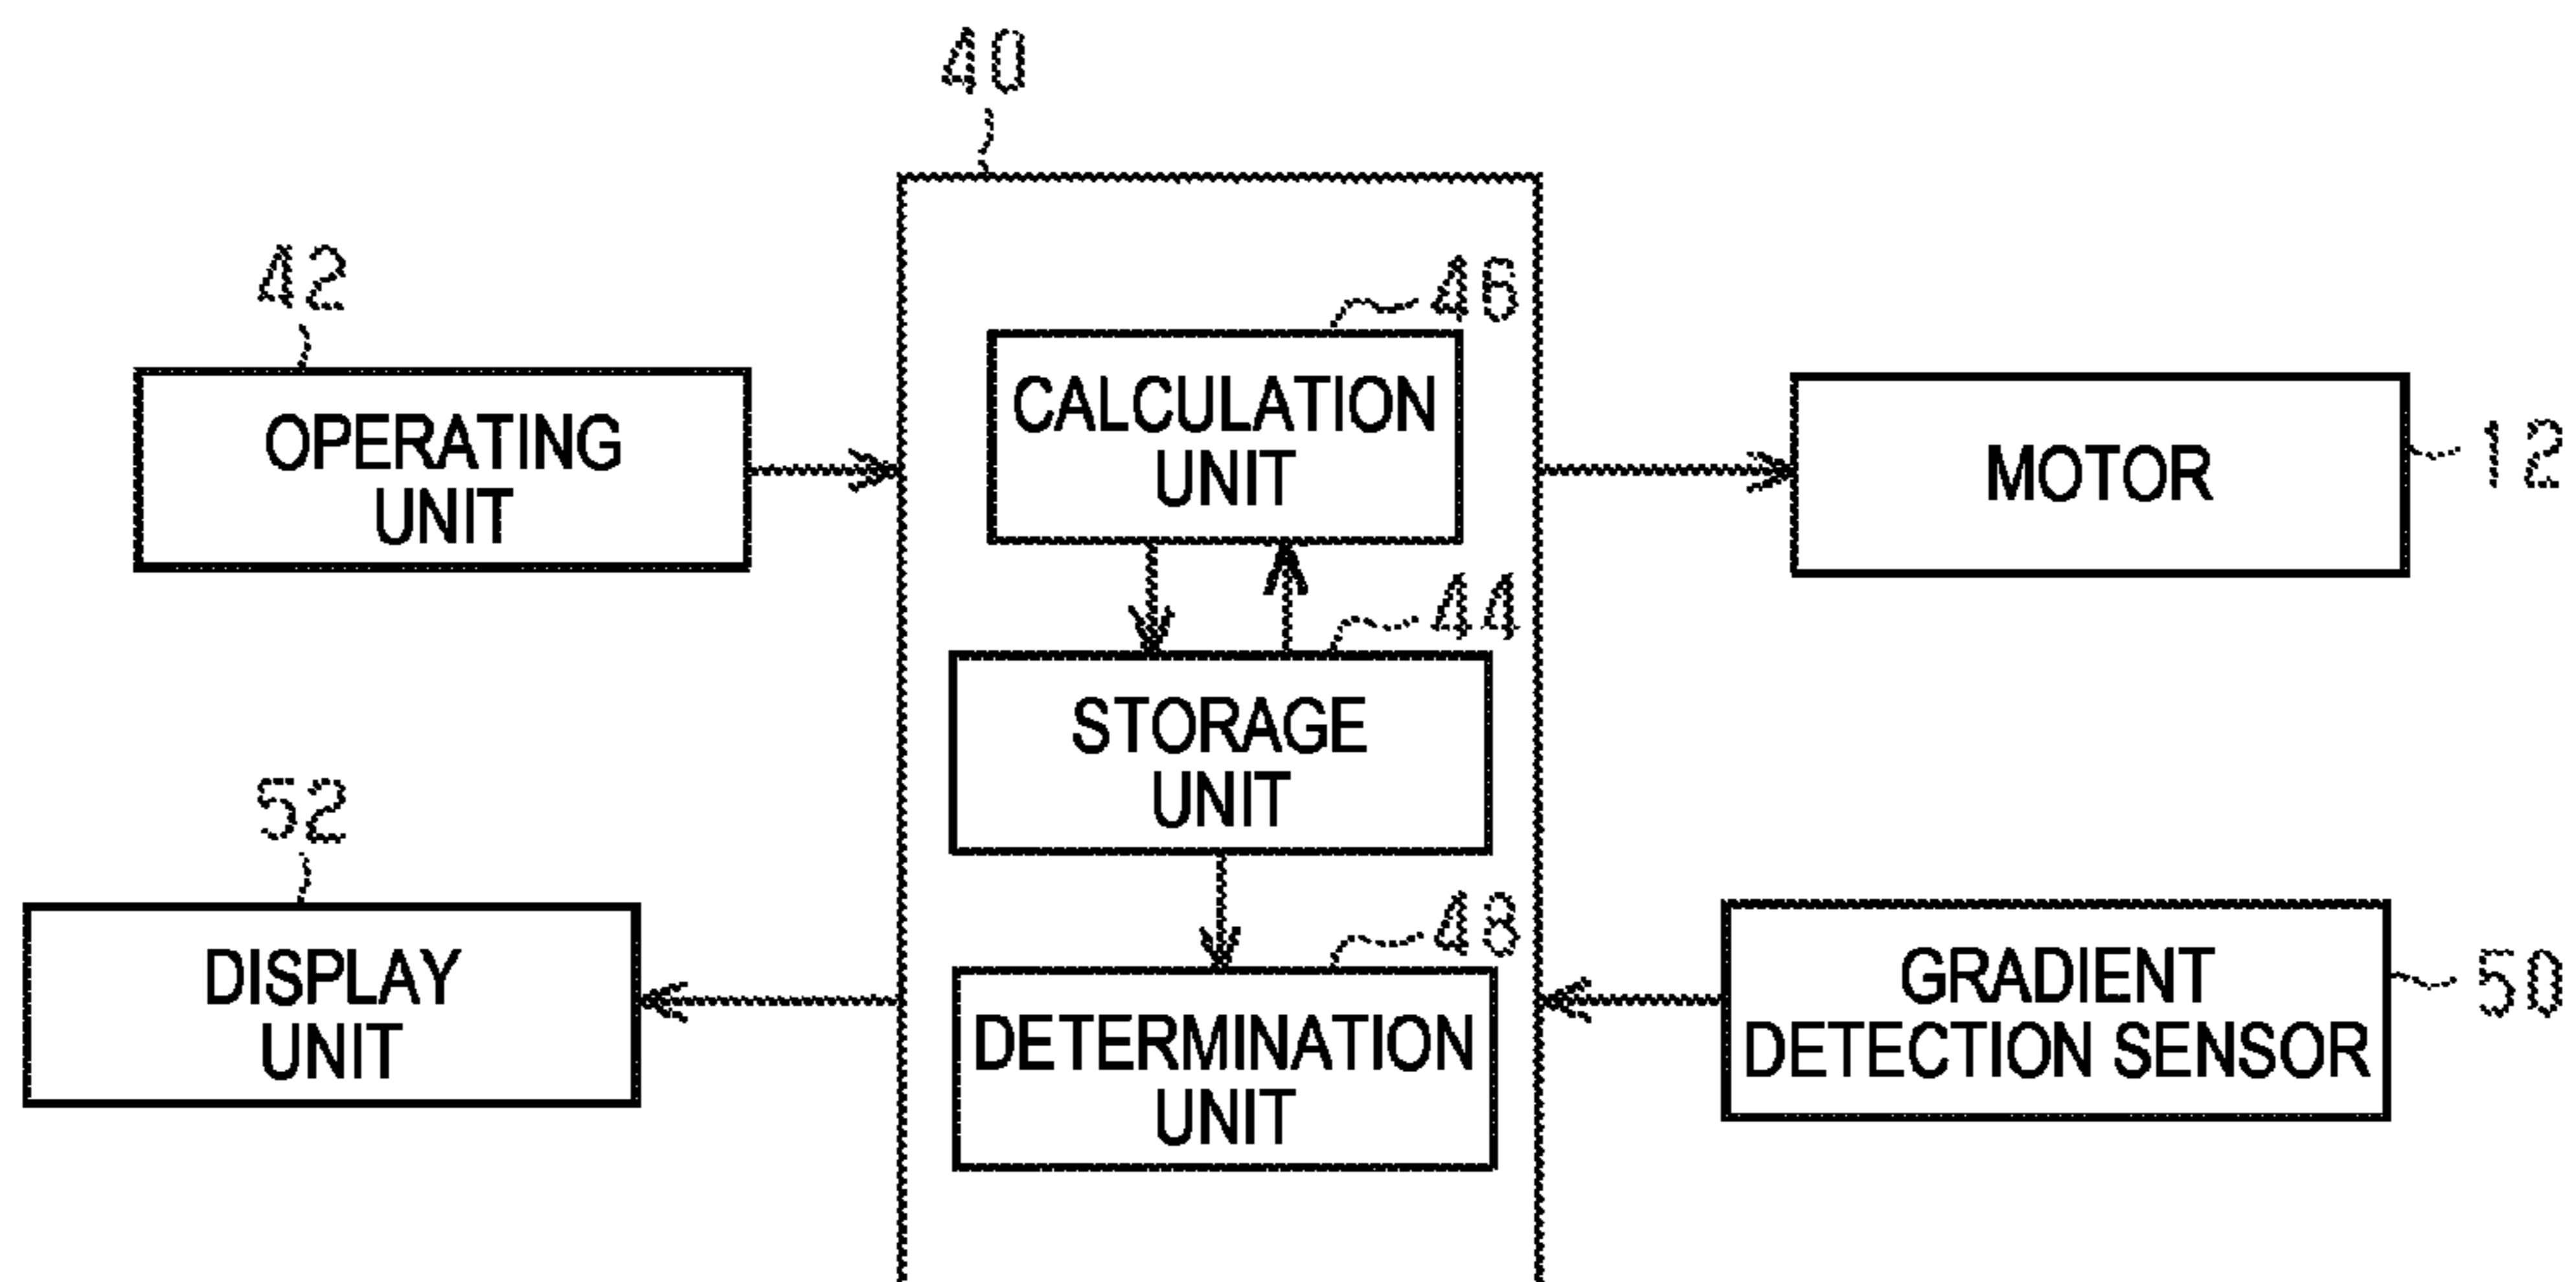 40
42
46
CALCULATION
UNIT
OPERATING
UNIT
MOTOR
12
44
STORAGE
UNIT
52
48
DISPLAY
UNIT
DETERMINATION
UNIT
GRADIENT
DETECTION SENSOR
50